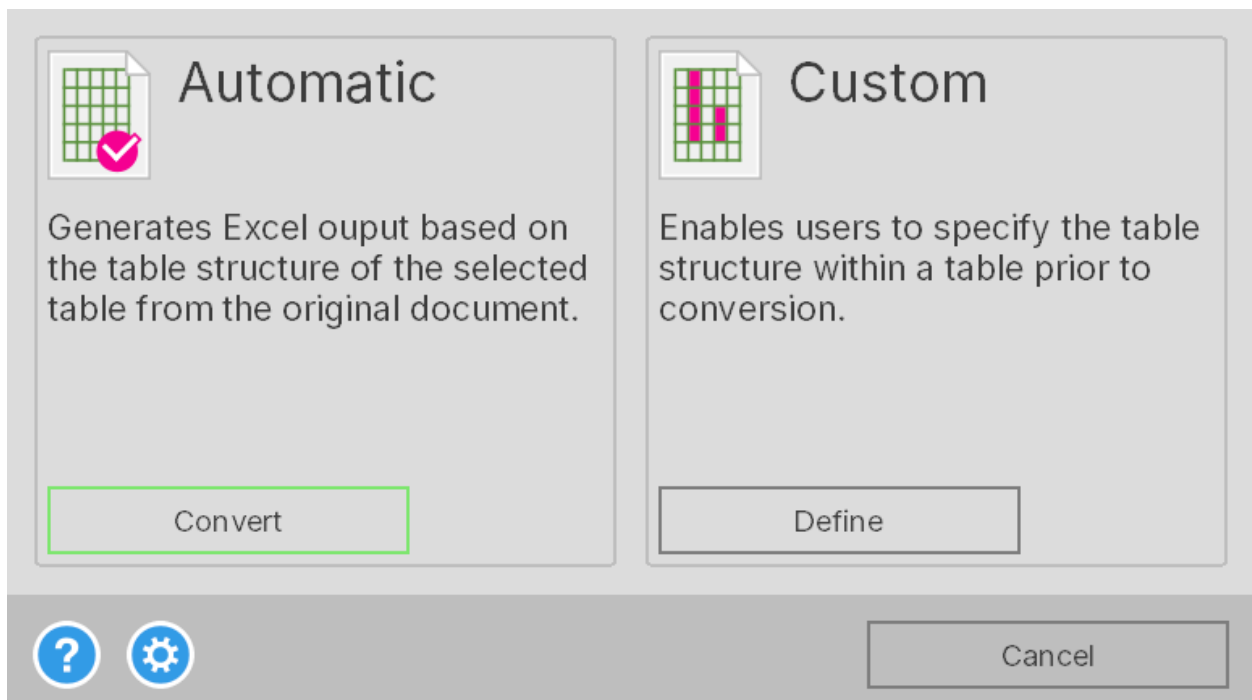 Automatic
Generates Excel ouput based on
the table structure of the selected
table from the original document.
Convert
Custom
Enables users to specify the table
structure within a table prior to
conversion.
Define
?
Cancel